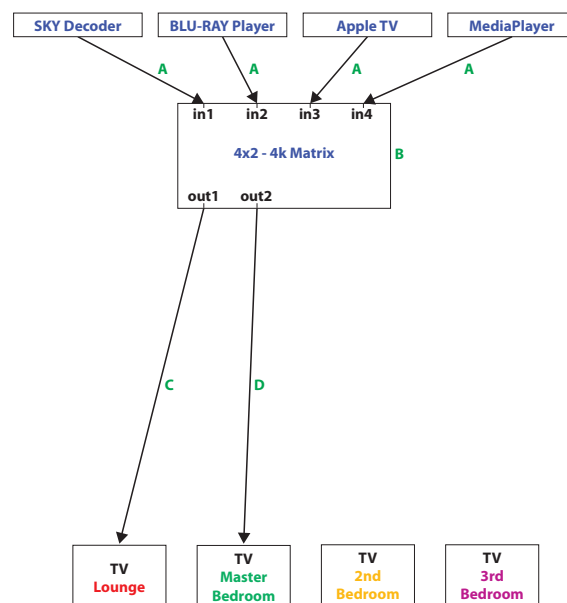 SKY Decoder
BLU-RAY Player
Apple TV
MediaPlayer
A
A
A
A
in1
in2
in3
in4
4x2 - 4k Matrix
B
out1
out2
C
D
TV
Lounge
TV
Master
Bedroom
TV
2nd
Bedroom
TV
3rd
Bedroom